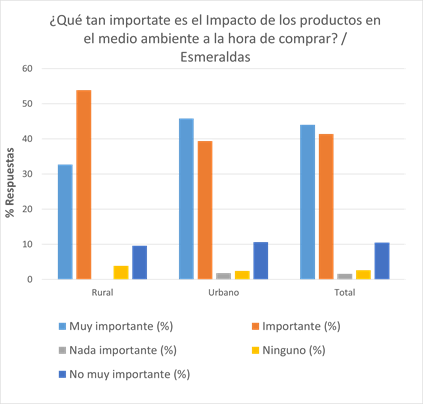 ¿Qué tan importate es el Impacto de los productos en
el medio ambiente a la hora de comprar? /
Esmeraldas
60
50
40
30
20
10
0
% Respuestas
Rural
Urbano
Total
Muy importante (%)
Importante (%)
Nada importante (%)
Ninguno (%)
No muy importante (%)